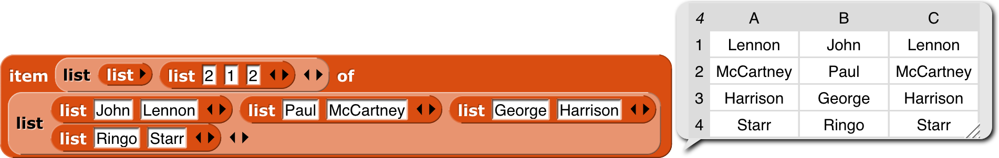 item list list list 2 1 2 of
list list John Lennon list Paul McCartney list George Harrison
list Ringo Starr
4 A B C
1 Lennon John Lennon
2 McCartney Paul McCartney
3 Harrison George Harrison
4 Starr Ringo Starr